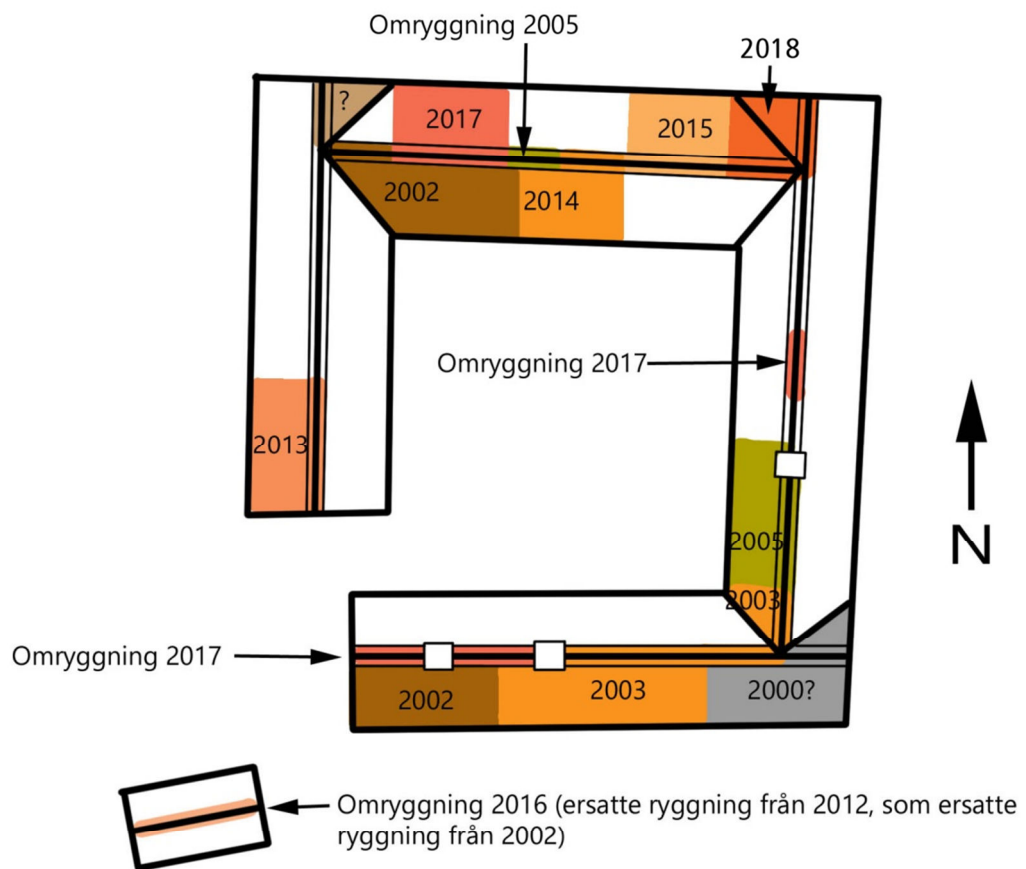 Omryggning 2005
2018
?
2017
2015
2002
2014
Omryggning 2017
2013
2005
2003
N
Omryggning 2017
2002
2003
2000?
Omryggning 2016 (ersatte ryggning från 2012, som ersatte
ryggning från 2002)